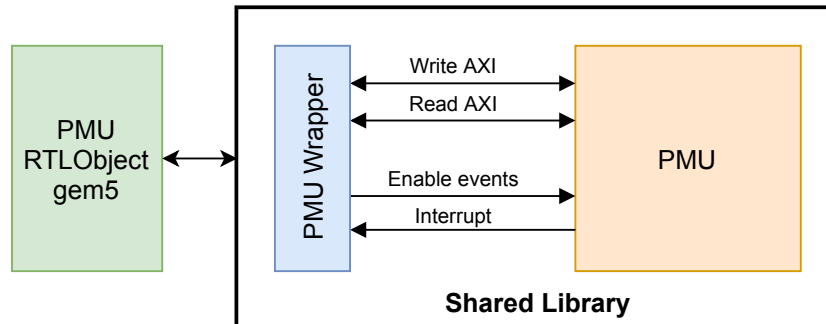 PMU
RTLObject
gem5
PMU Wrapper
Write AXI
Read AXI
Enable events
Interrupt
PMU
Shared Library